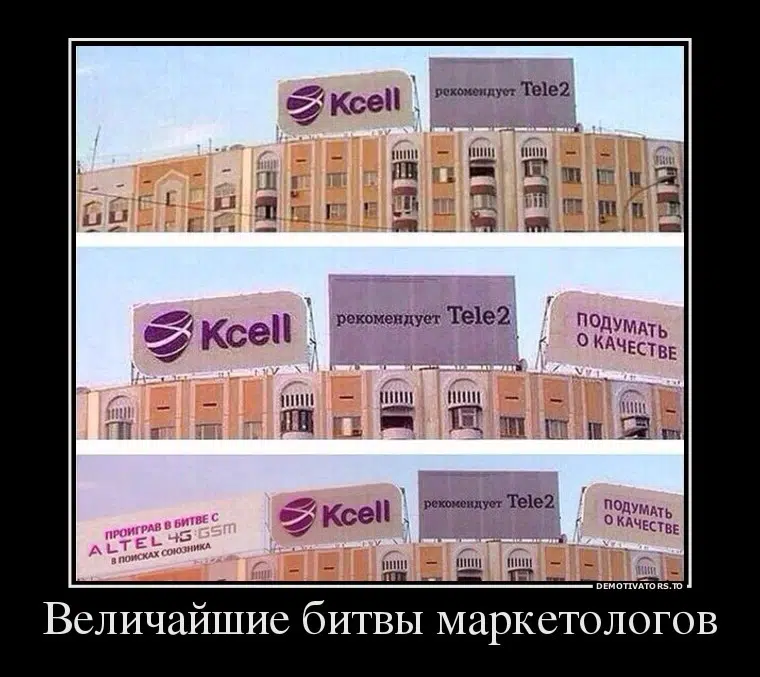 Kcell
рекомендует Tele2
Kcell
рекомендует Tele2
ПОДУМАТЬ
О КАЧЕСТВЕ
ПРОИГРАВ В БИТВЕ С
ALTEL 4G GSM
В ПОИСКАХ СОЮЗНИКА
Kcell
рекомендует Tele2
ПОДУМАТЬ
О КАЧЕСТВЕ
DEMOTIVATORS.TO
Величайшие битвы маркетологов